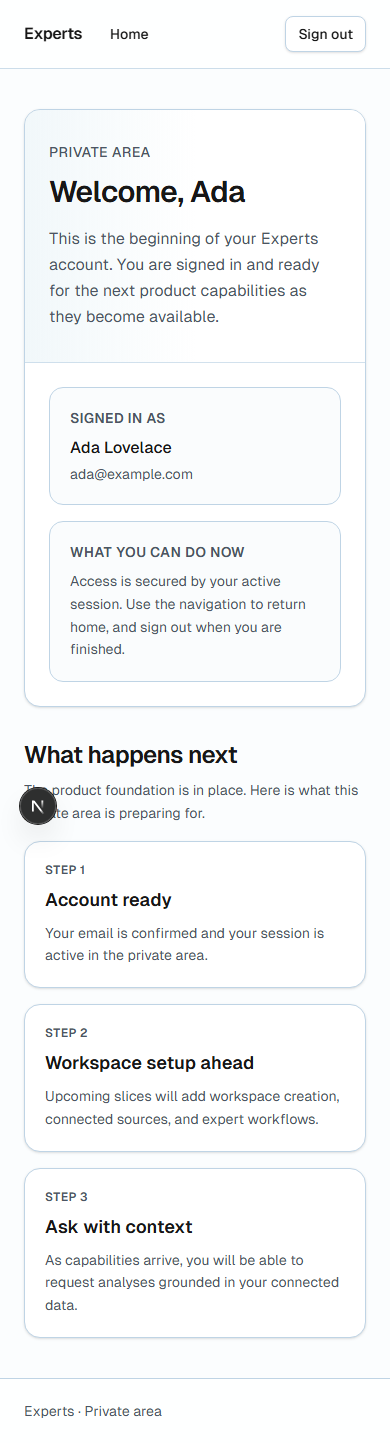 Experts
Home
Sign out
PRIVATE AREA
Welcome, Ada
This is the beginning of your Experts
account. You are signed in and ready
for the next product capabilities as
they become available.
SIGNED IN AS
Ada Lovelace
ada@example.com
WHAT YOU CAN DO NOW
Access is secured by your active
session. Use the navigation to return
home, and sign out when you are
finished.
What happens next
product foundation is in place. Here is what this
area is preparing for.
N
STEP 1
Account ready
Your email is confirmed and your session is
active in the private area.
STEP 2
Workspace setup ahead
Upcoming slices will add workspace creation,
connected sources, and expert workflows.
STEP 3
Ask with context
As capabilities arrive, you will be able to
request analyses grounded in your connected
data.
Experts · Private area